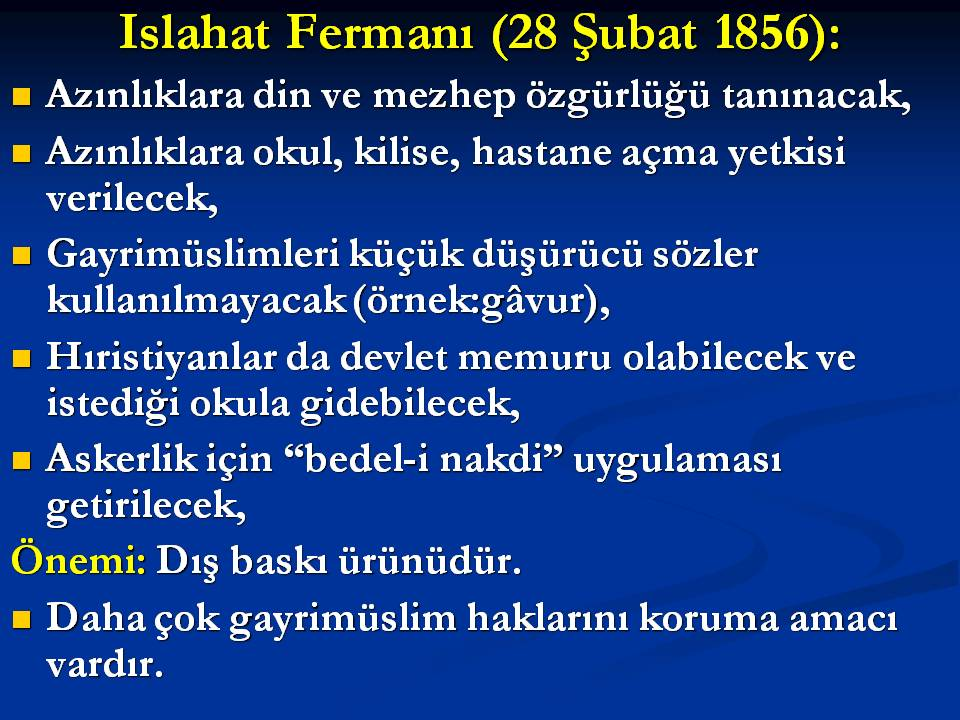 Islahat Fermanı (28 Şubat 1856):
Azınlıklara din ve mezhep özgürlüğü tanınacak,
Azınlıklara okul, kilise, hastane açma yetkisi
verilecek,
Gayrimüslimleri küçük düşürücü sözler
kullanılmayacak (örnek:gâvur),
Hıristiyanlar da devlet memuru olabilecek ve
istediği okula gidebilecek,
Askerlik için “bedel-i nakdi” uygulaması
getirilecek,
Önemi: Dış baskı ürünüdür.
Daha çok gayrimüslim haklarını koruma amacı
vardır.